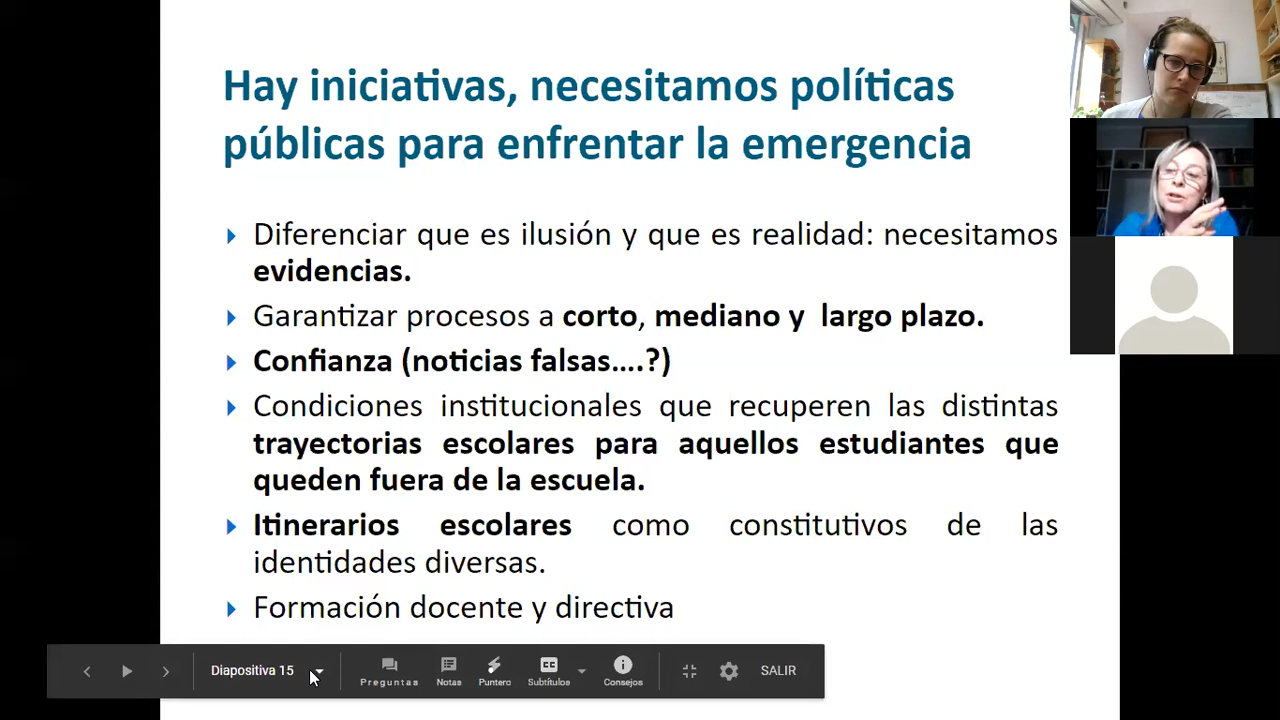 Hay iniciativas, necesitamos políticas
públicas para enfrentar la emergencia
Diferenciar que es ilusión y que es realidad: necesitamos
evidencias.
Garantizar procesos a corto, mediano y largo plazo.
Confianza (noticias falsas....?)
Condiciones institucionales que recuperen las distintas
trayectorias escolares para aquellos estudiantes que
queden fuera de la escuela.
Itinerarios escolares como constitutivos de las
identidades diversas.
Formación docente y directiva
Diapositiva 15
Preguntas
Notas
Puntero
CC
Subtítulos
Consejos
SALIR